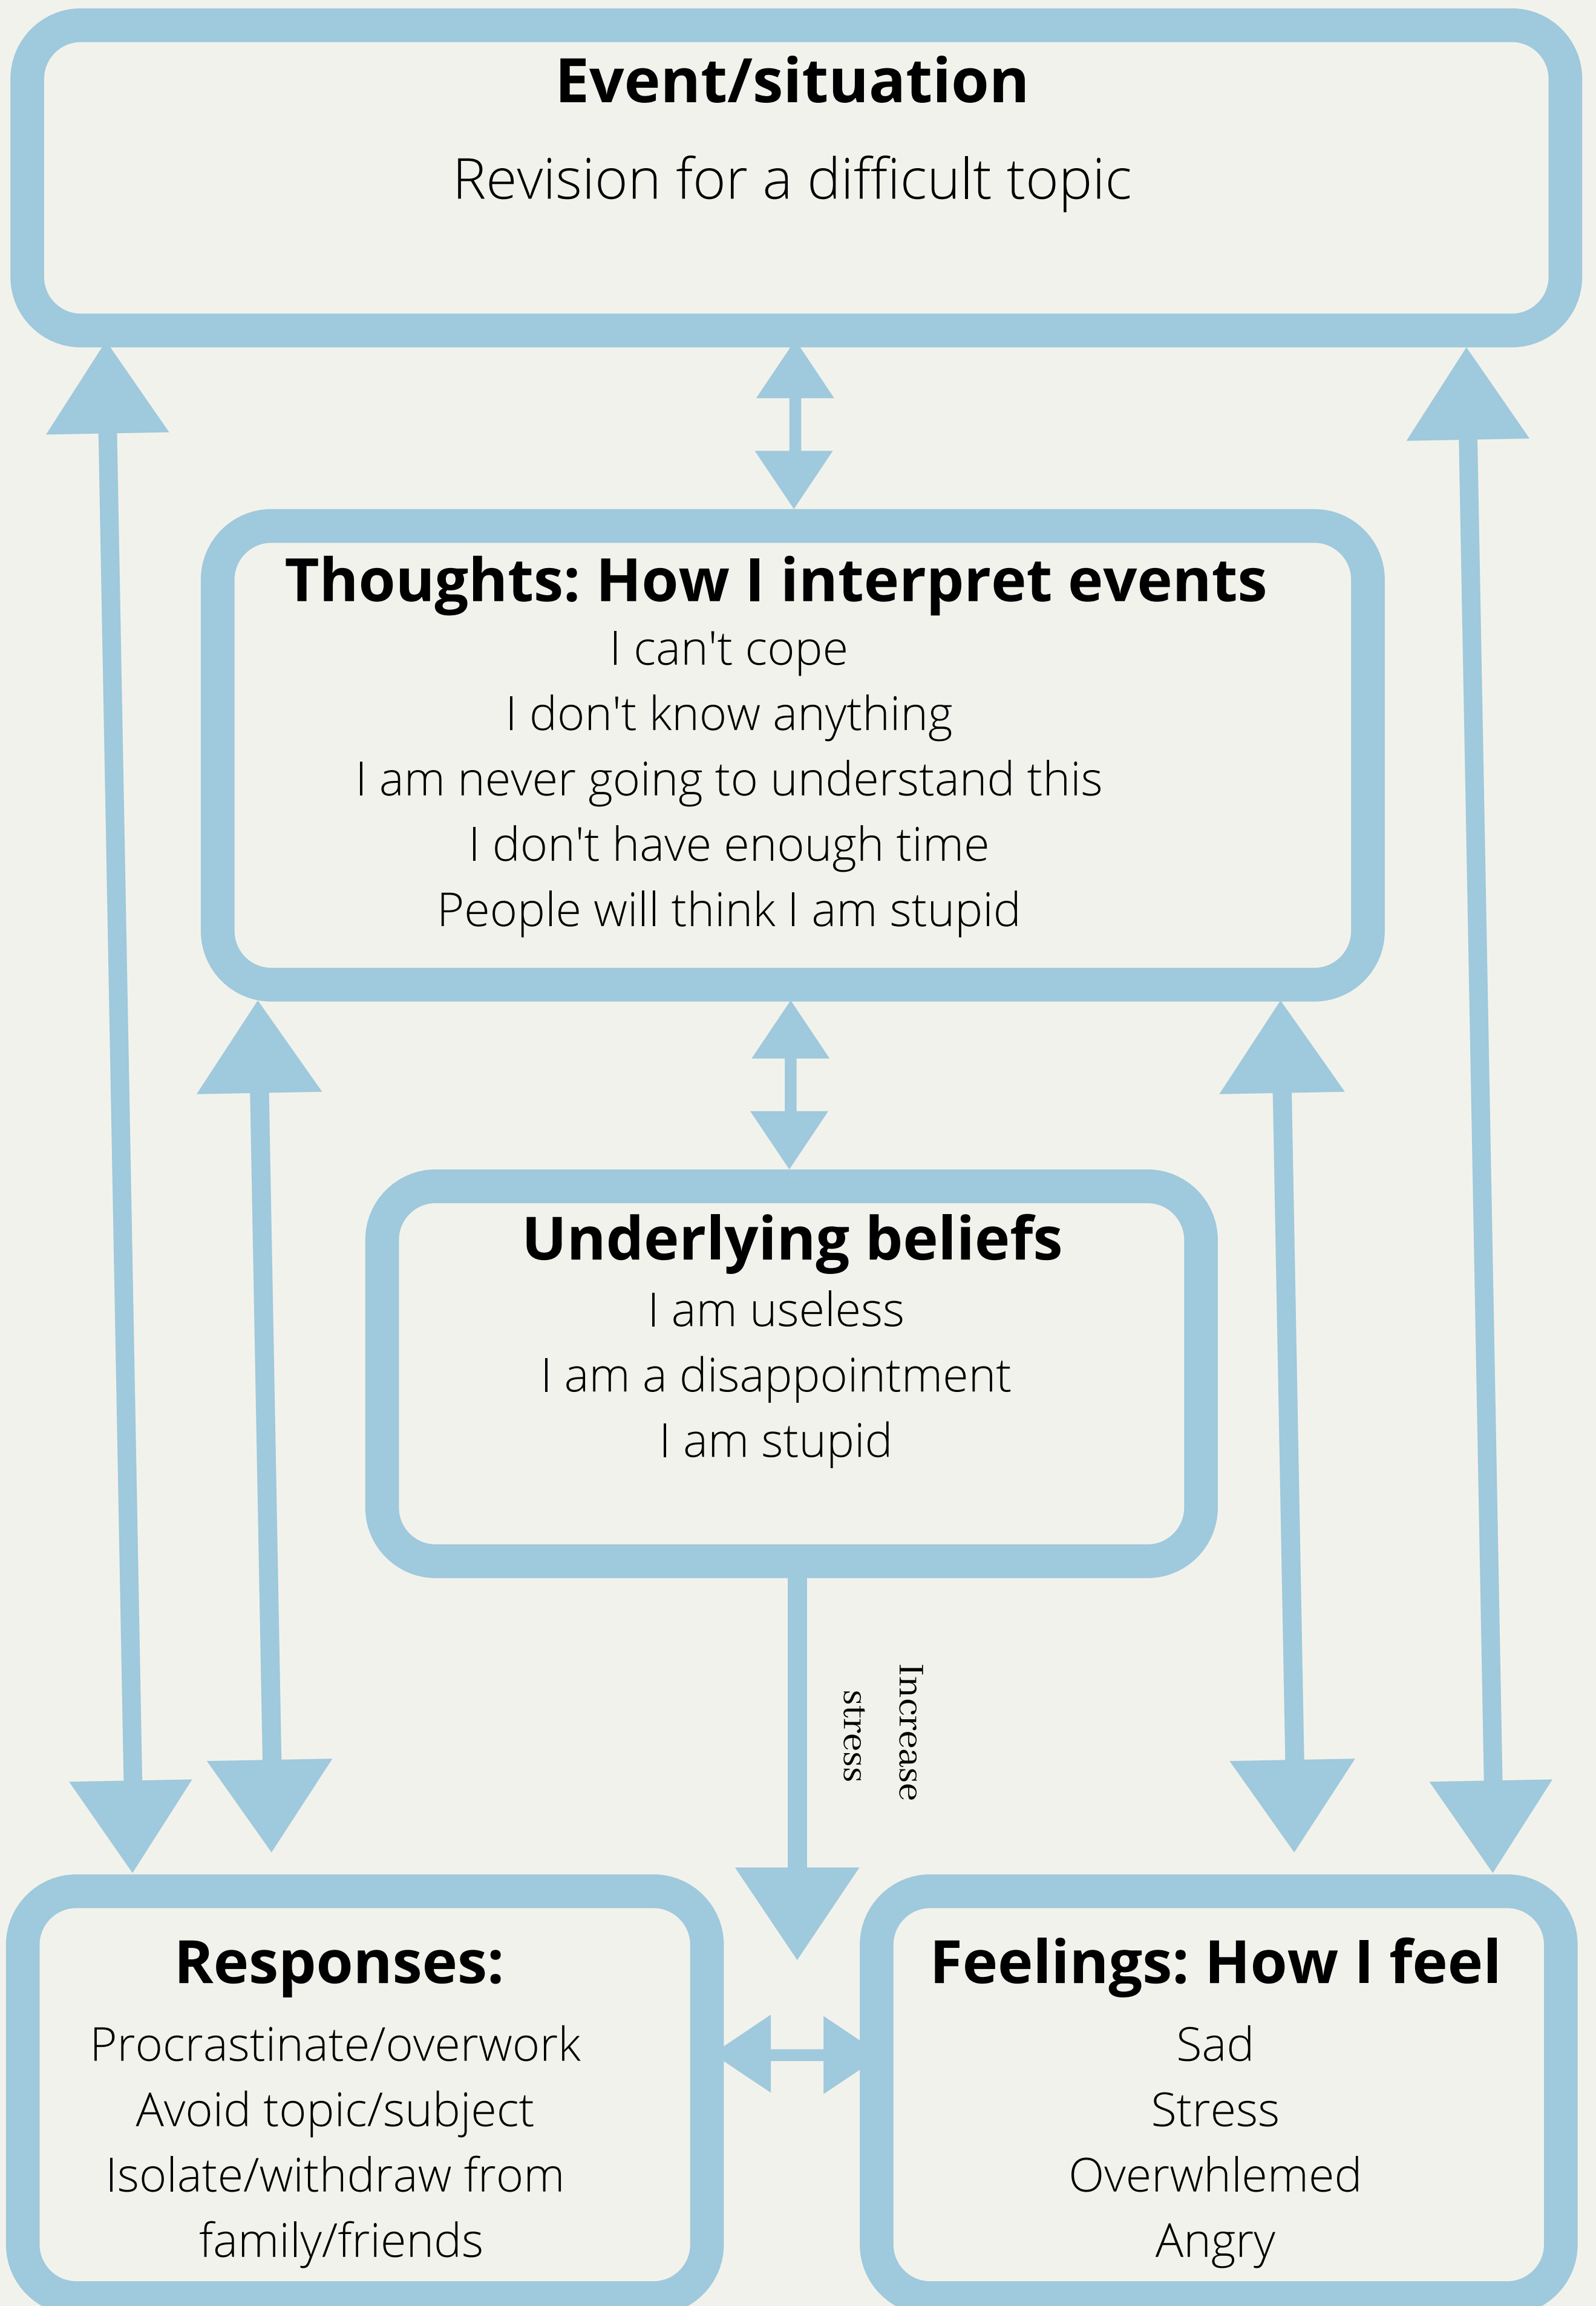 Event/situation
Revision for a difficult topic
Thoughts: How I interpret events
I can't cope
I don't know anything
I am never going to understand this
I don't have enough time
People will think I am stupid
Underlying beliefs
I am useless
I am a disappointment
I am stupid
Increase
stress
Responses:
Procrastinate/overwork
Avoid topic/subject
Isolate/withdraw from
family/friends
Feelings: How I feel
Sad
Stress
Overwhlemed
Angry